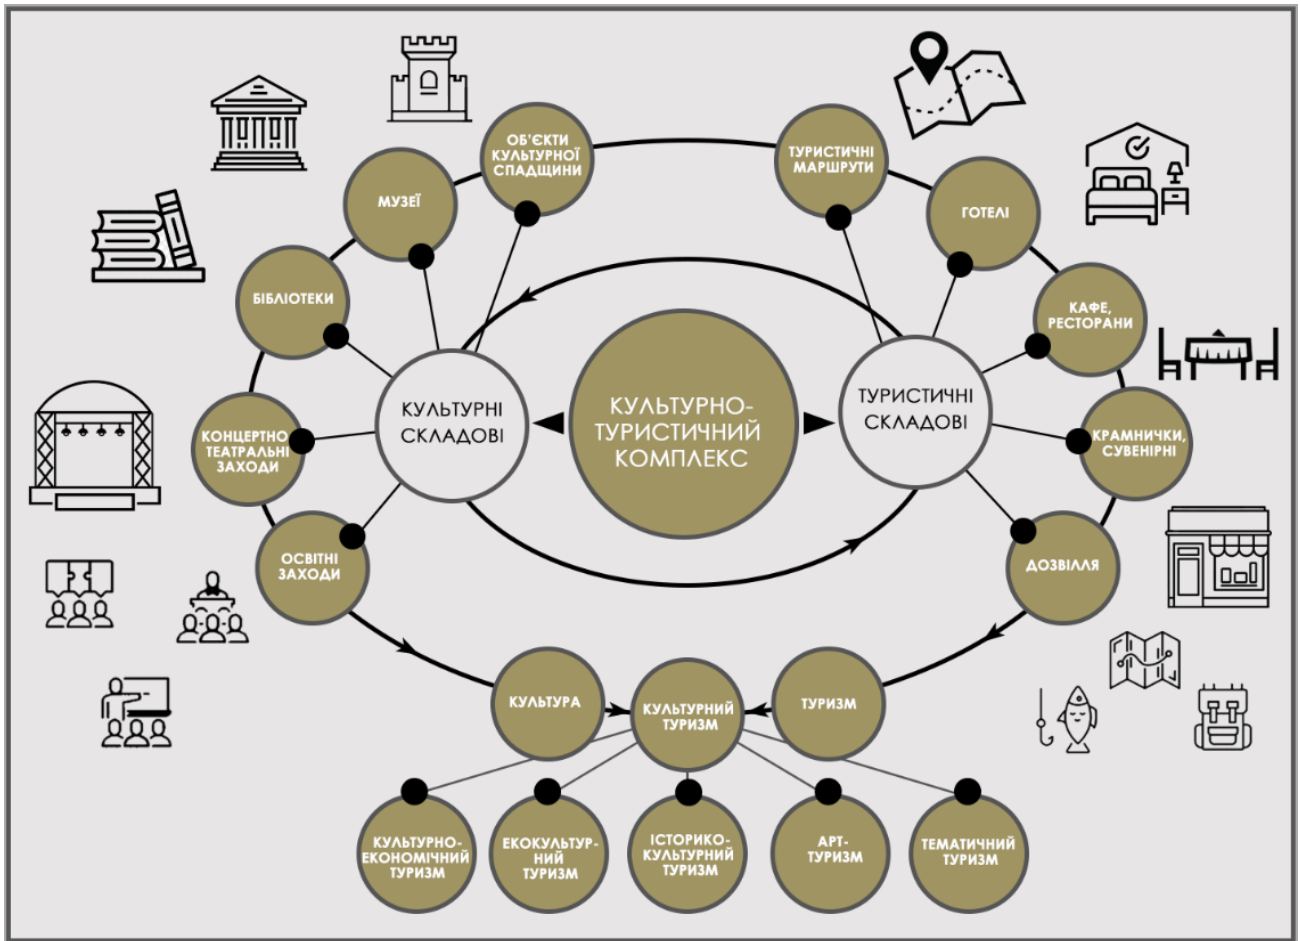 ОБ'ЄКТИ
КУЛЬТУРНОЇ
СПАДЩИНИ
ТУРИСТИЧНІ
МАРШРУТИ
МУЗЕЇ
ГОТЕЛІ
БІБЛІОТЕКИ
КАФЕ,
РЕСТОРАНИ
КУЛЬТУРНІ
СКЛАДОВІ
КУЛЬТУРНО-
ТУРИСТИЧНИЙ
КОМПЛЕКС
ТУРИСТИЧНІ
СКЛАДОВІ
КОНЦЕРТНО
ТЕАТРАЛЬНІ
ЗАХОДИ
КРАМНИЧКИ,
СУВЕНІРНІ
ОСВІТНІ
ЗАХОДИ
ДОЗВІЛЛЯ
КУЛЬТУРА
КУЛЬТУРНИЙ
ТУРИЗМ
ТУРИЗМ
КУЛЬТУРНО-
ЕКОНОМІЧНИЙ
ТУРИЗМ
ЕКОКУЛЬТУР-
НИЙ
ТУРИЗМ
ІСТОРИКО-
КУЛЬТУРНИЙ
ТУРИЗМ
АРТ-
ТУРИЗМ
ТЕМАТИЧНИЙ
ТУРИЗМ